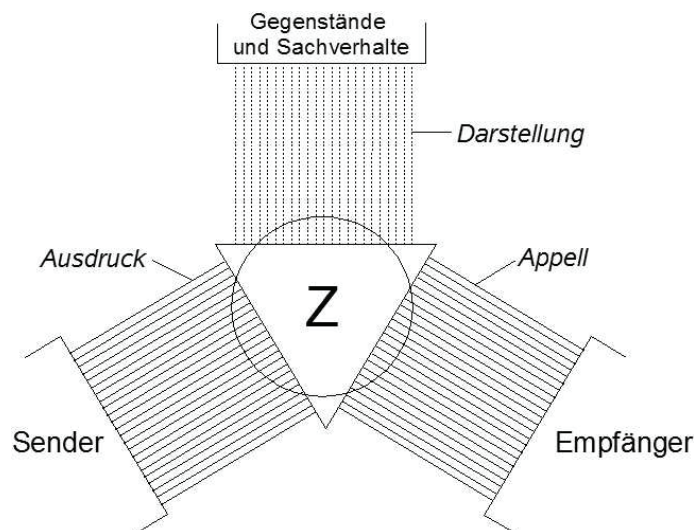 Gegenstände
und Sachverhalte
Darstellung
Ausdruck
Appell
Z
Sender
Empfänger